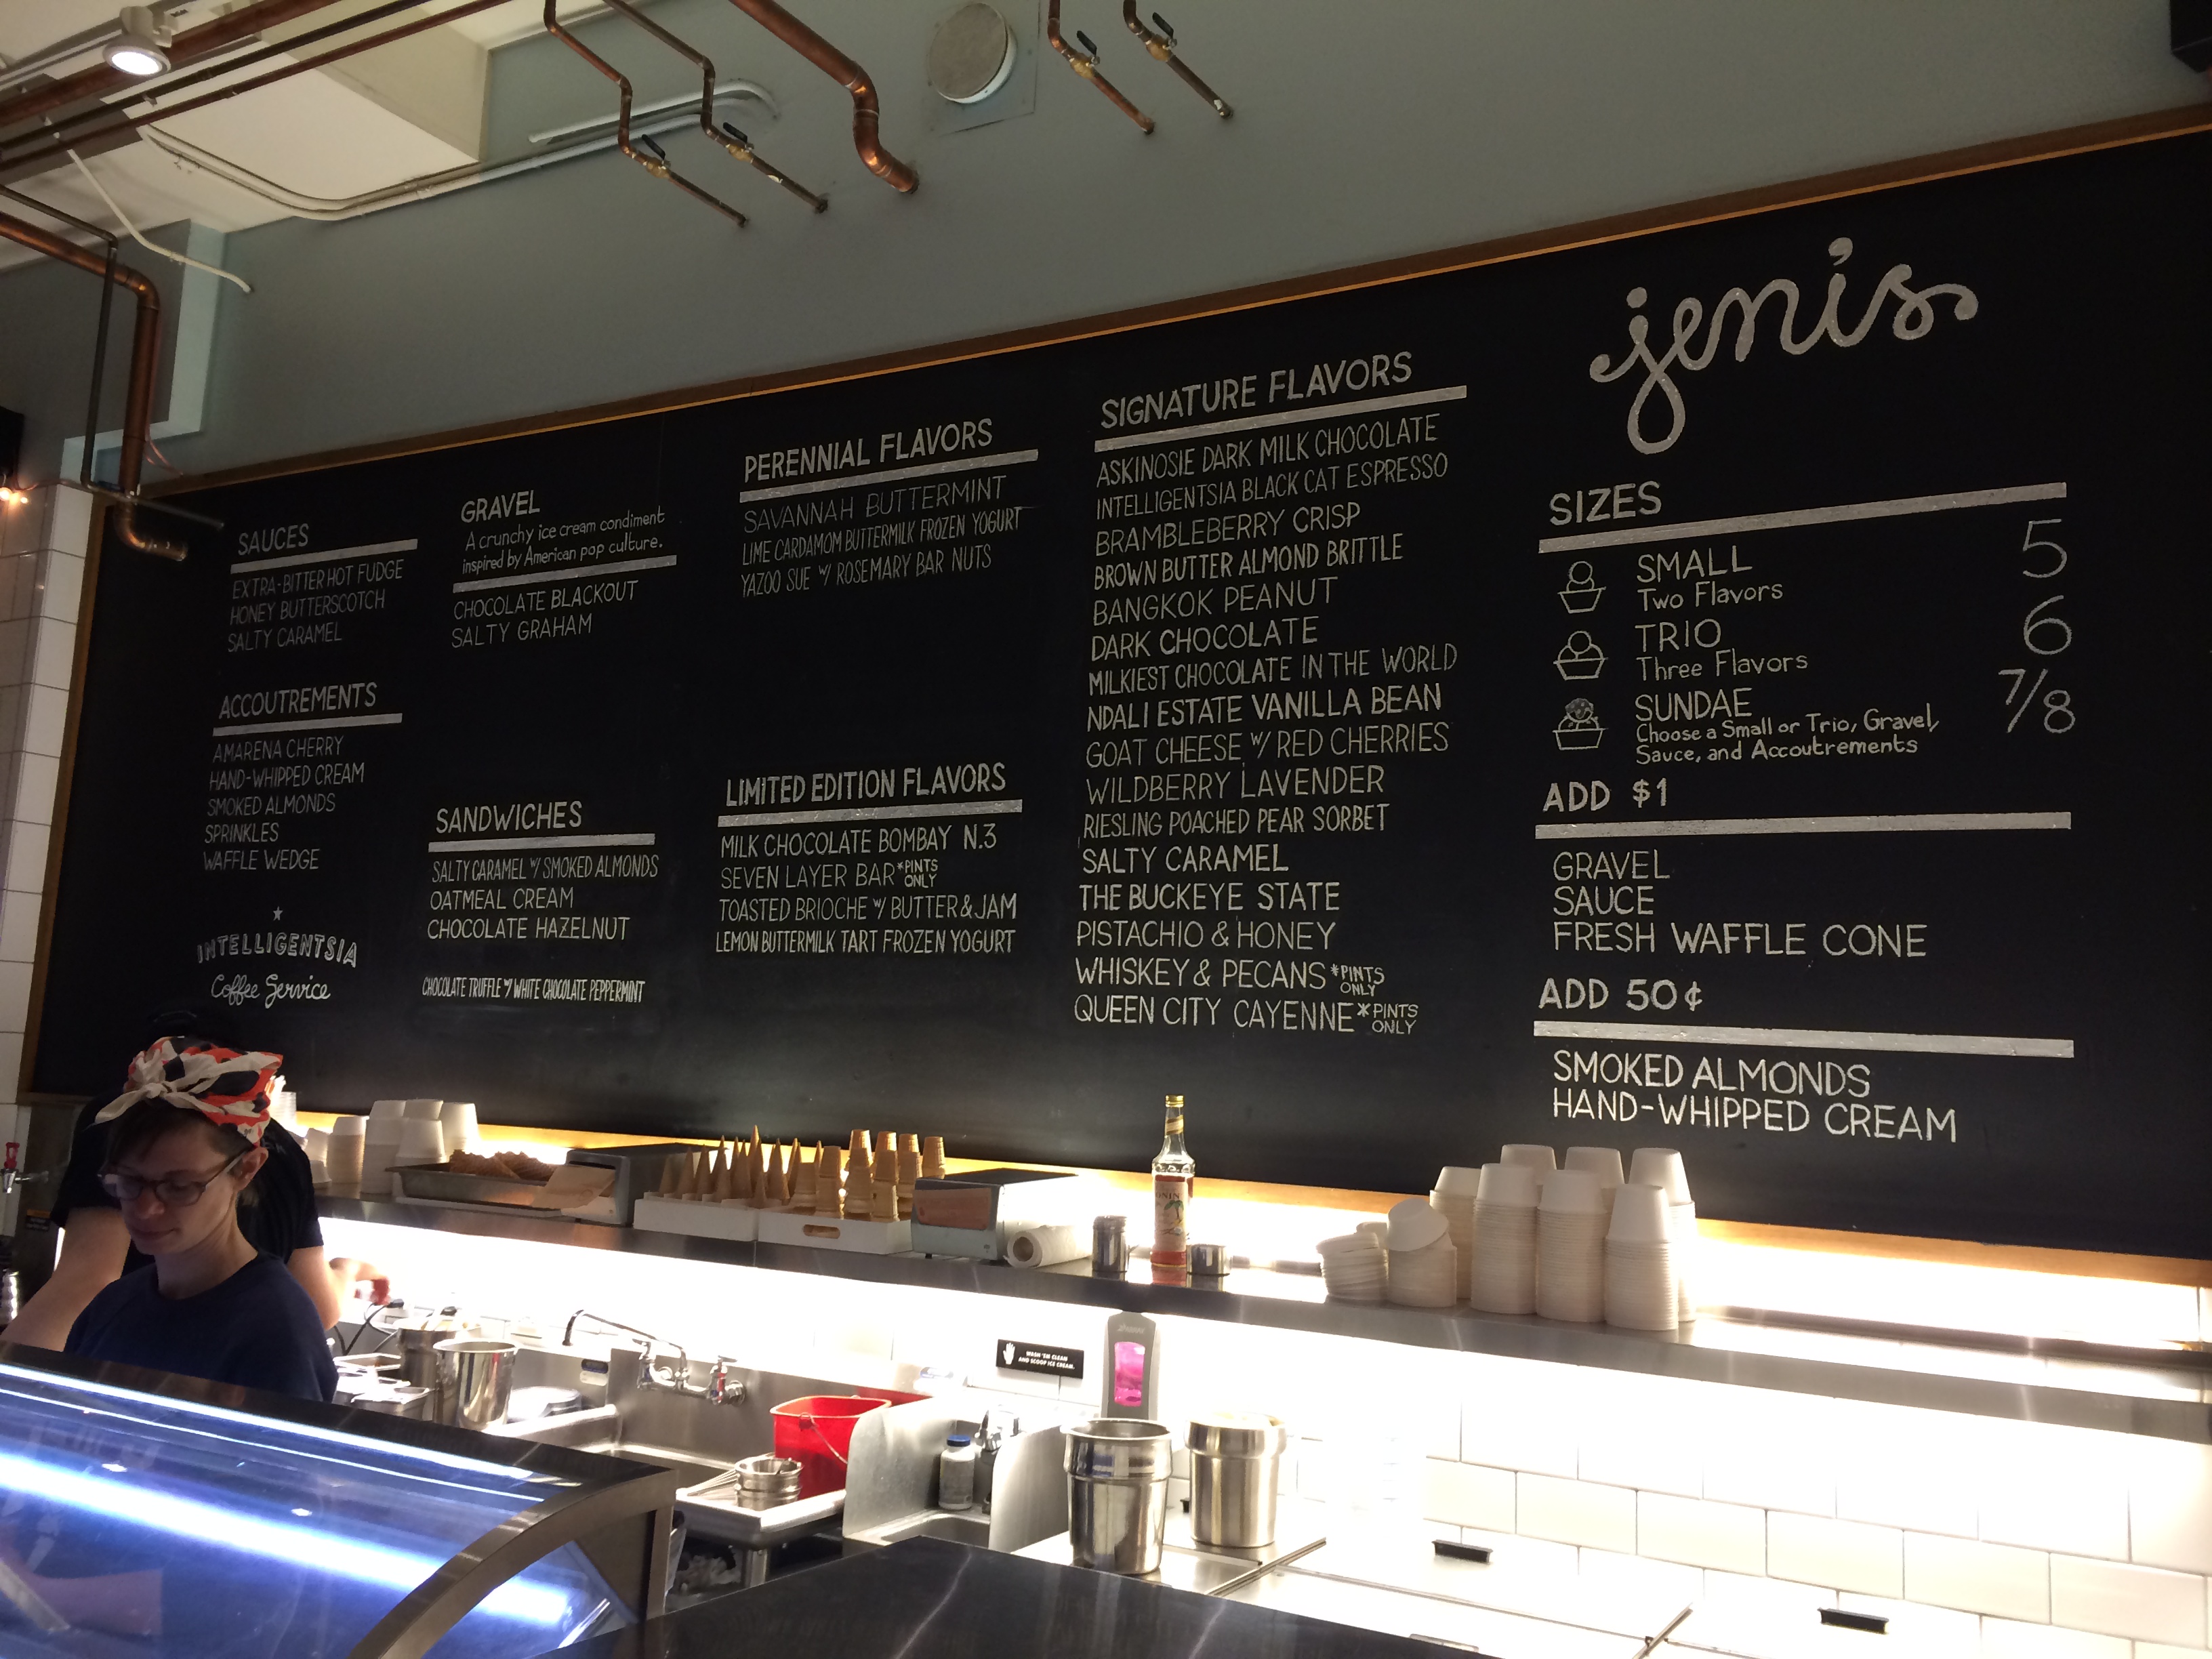 SAUCES
EXTRA-BITTER HOT FUDGE
HONEY BUTTERSCOTCH
SALTY CARAMEL
ACCOUTREMENTS
AMARENA CHERRY
HAND-WHIPPED CREAM
SMOKED ALMONDS
SPRINKLES
WAFFLE WEDGE
INTELLIGENTSIA
Coffee Service
GRAVEL
A crunchy ice cream condiment
inspired by American pop culture.
CHOCOLATE BLACKOUT
SALTY GRAHAM
SANDWICHES
SALTY CARAMEL W/ SMOKED ALMONDS
OATMEAL CREAM
CHOCOLATE HAZELNUT
CHOCOLATE TRUFFLE W/ WHITE CHOCOLATE PEPPERMINT
PERENNIAL FLAVORS
SAVANNAH BUTTERMINT
LIME CARDAMOM BUTTERMILK FROZEN YOGURT
YAZOO SUE W/ ROSEMARY BAR NUTS
LIMITED EDITION FLAVORS
MILK CHOCOLATE BOMBAY N.3
SEVEN LAYER BAR *PINTS ONLY
TOASTED BRIOCHE W/ BUTTER & JAM
LEMON BUTTERMILK TART FROZEN YOGURT
SIGNATURE FLAVORS
ASKINOSIE DARK MILK CHOCOLATE
INTELLIGENTSIA BLACK CAT ESPRESSO
BRAMBLEBERRY CRISP
BROWN BUTTER ALMOND BRITTLE
BANGKOK PEANUT
DARK CHOCOLATE
MILKIEST CHOCOLATE IN THE WORLD
NDALI ESTATE VANILLA BEAN
GOAT CHEESE W/ RED CHERRIES
WILDBERRY LAVENDER
RIESLING POACHED PEAR SORBET
SALTY CARAMEL
THE BUCKEYE STATE
PISTACHIO & HONEY
WHISKEY & PECANS *PINTS ONLY
QUEEN CITY CAYENNE *PINTS ONLY
jenis
SIZES
SMALL 5
Two Flavors
TRIO 6
Three Flavors
SUNDAE 7/8
Choose a Small or Trio, Gravel,
Sauce, and Accoutrements
ADD $1
GRAVEL
SAUCE
FRESH WAFFLE CONE
ADD 50¢
SMOKED ALMONDS
HAND-WHIPPED CREAM
WASH 'EM CLEAN
AND SCOOP ICE CREAM.